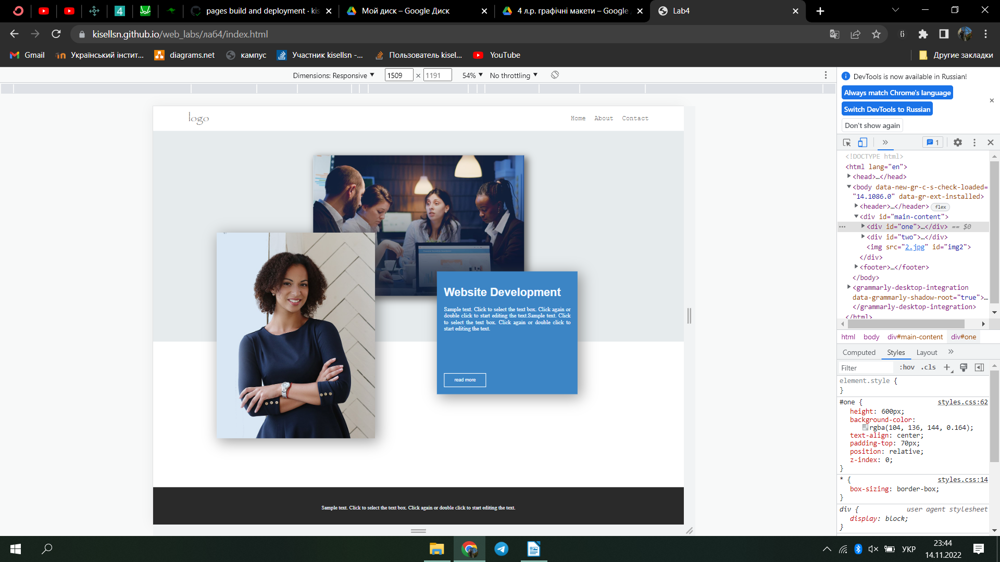 4
pages build and deployment · kis
Мой диск – Google Диск
4 л.р. графічні макети – Google
Lab4
kisellsn.github.io/web_labs/ла64/index.html
Gmail
Український інстит...
diagrams.net
кампус
Участник kisellsn -...
Пользователь kisel...
YouTube
Другие закладки
Dimensions: Responsive
1509 × 1191
54%
No throttling
DevTools is now available in Russian!
Always match Chrome's language
Switch DevTools to Russian
Don't show again
logo
Home
About
Contact
Website Development
Sample text. Click to select the text box. Click again or
double click to start editing the text.Sample text. Click
to select the text box. Click again or double click to
start editing the text.
read more
Sample text. Click to select the text box. Click again or double click to start editing the text.
1
<!DOCTYPE html>
<html lang="en">
<head>…</head>
<body data-new-gr-c-s-check-loaded=
"14.1086.0" data-gr-ext-installed>
<header>…</header> flex
<div id="main-content">
<div id="one">…</div> == $0
<div id="two">…</div>
<img src="2.jpg" id="img2">
</div>
<footer>…</footer>
</body>
<grammarly-desktop-integration
data-grammarly-shadow-root="true">…
</grammarly-desktop-integration>
</html>
html body div#main-content div#one
Computed Styles Layout
Filter :hov .cls
element.style {
}
#one { styles.css:62
height: 600px;
background-color:
rgba(104, 136, 144, 0.164);
text-align: center;
padding-top: 70px;
position: relative;
z-index: 0;
}
* { styles.css:14
box-sizing: border-box;
}
div { user agent stylesheet
display: block;
}
УКР
23:44
14.11.2022